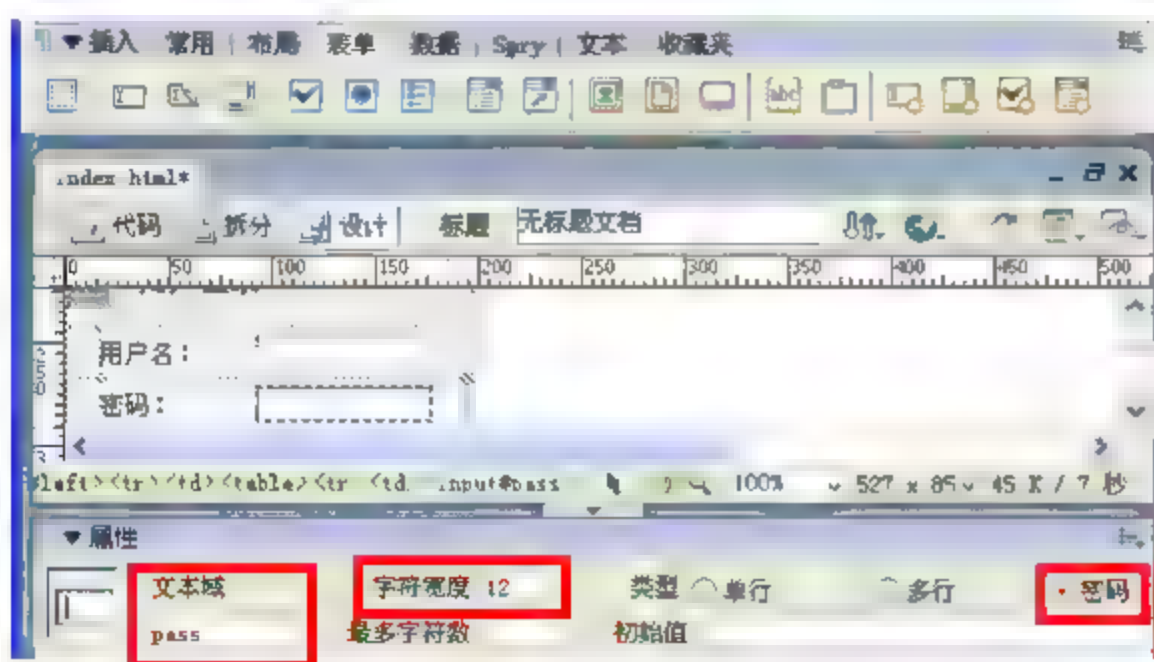 ▼插入 常用 布局 表单 数据 Spry 文本 收藏夹
index html*
代码 拆分 设计 标题 无标题文档
0 50 100 150 200 250 300 350 400 450 500
用户名：
密码：
<tr></td><table><tr <td input#pass 100% 527 x 85 45 K / 7 秒
▼属性
文本域 字符宽度 12 类型 单行 多行 密码
pass 最多字符数 初始值